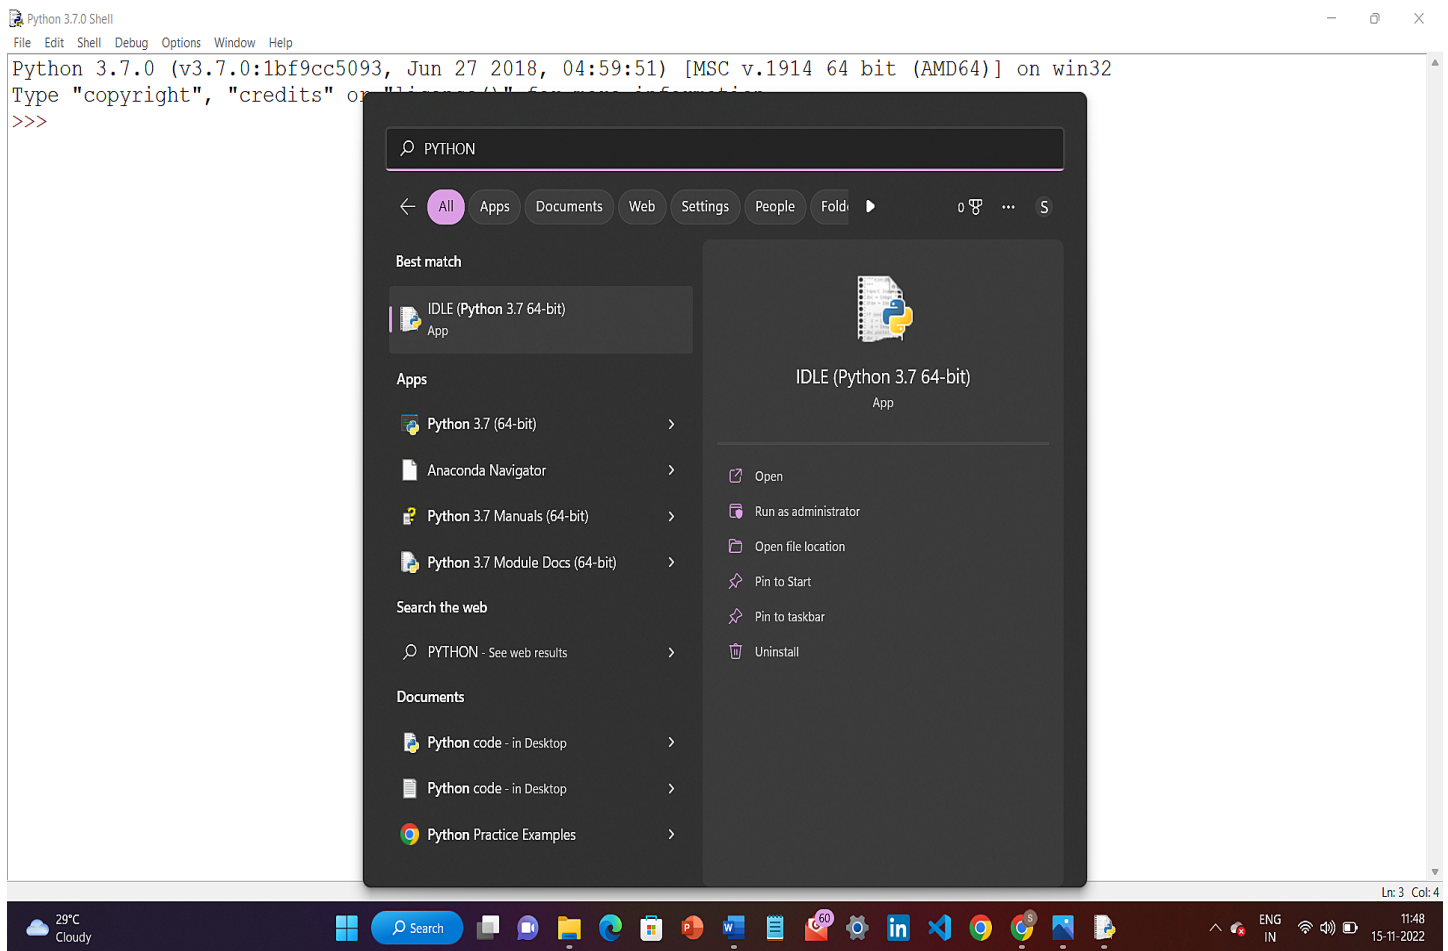 Python 3.7.0 Shell
File Edit Shell Debug Options Window Help
Python 3.7.0 (v3.7.0:1bf9cc5093, Jun 27 2018, 04:59:51) [MSC v.1914 64 bit (AMD64)] on win32
Type "copyright", "credits" or "license()" for more information
>>>
PYTHON
All Apps Documents Web Settings People Folde 0 ··· S
Best match
IDLE (Python 3.7 64-bit)
App
Apps
Python 3.7 (64-bit)
Anaconda Navigator
Python 3.7 Manuals (64-bit)
Python 3.7 Module Docs (64-bit)
Search the web
PYTHON - See web results
Documents
Python code - in Desktop
Python code - in Desktop
Python Practice Examples
IDLE (Python 3.7 64-bit)
App
Open
Run as administrator
Open file location
Pin to Start
Pin to taskbar
Uninstall
Ln: 3 Col: 4
29°C
Cloudy
Search
60
S
ENG
IN
11:48
15-11-2022